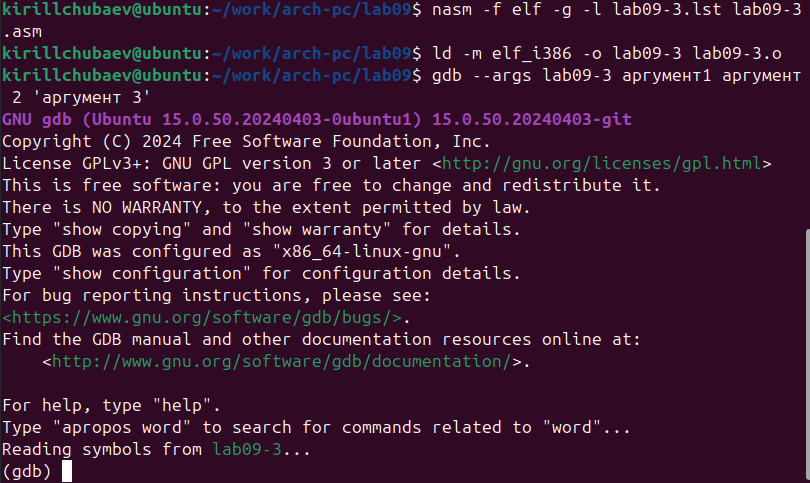 kirillchubaev@ubuntu:~/work/arch-pc/lab09$ nasm -f elf -g -l lab09-3.lst lab09-3
.asm
kirillchubaev@ubuntu:~/work/arch-pc/lab09$ ld -m elf_i386 -o lab09-3 lab09-3.o
kirillchubaev@ubuntu:~/work/arch-pc/lab09$ gdb --args lab09-3 аргумент1 аргумент
 2 'аргумент 3'
GNU gdb (Ubuntu 15.0.50.20240403-0ubuntu1) 15.0.50.20240403-git
Copyright (C) 2024 Free Software Foundation, Inc.
License GPLv3+: GNU GPL version 3 or later <http://gnu.org/licenses/gpl.html>
This is free software: you are free to change and redistribute it.
There is NO WARRANTY, to the extent permitted by law.
Type "show copying" and "show warranty" for details.
This GDB was configured as "x86_64-linux-gnu".
Type "show configuration" for configuration details.
For bug reporting instructions, please see:
<https://www.gnu.org/software/gdb/bugs/>.
Find the GDB manual and other documentation resources online at:
    <http://www.gnu.org/software/gdb/documentation/>.

For help, type "help".
Type "apropos word" to search for commands related to "word"...
Reading symbols from lab09-3...
(gdb)